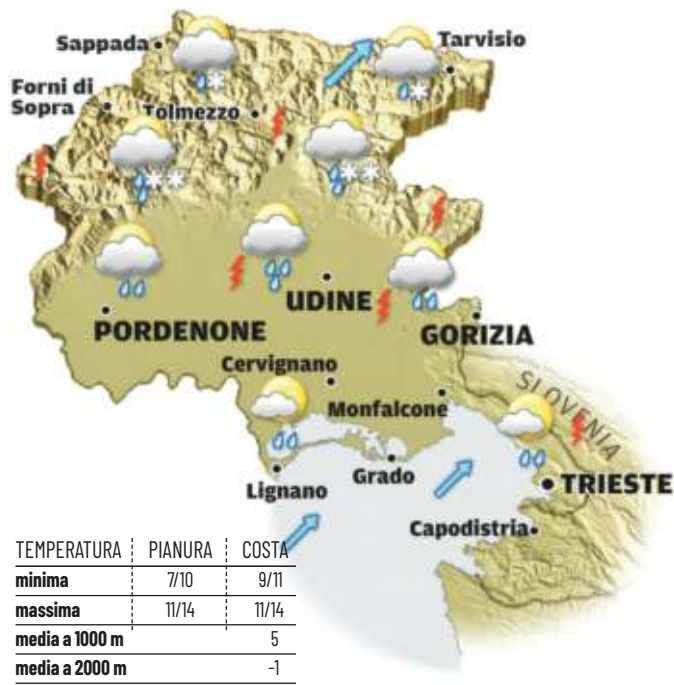 Sappada
Tarvisio
Forni di
Sopra
Tolmezzo
UDINE
PORDENONE
GORIZIA
Cervignano
SLOVENIA
Monfalcone
Grado
Lignano
TRIESTE
Capodistria
TEMPERATURA PIANURA COSTA
minima 7/10 9/11
massima 11/14 11/14
media a 1000 m 5
media a 2000 m -1